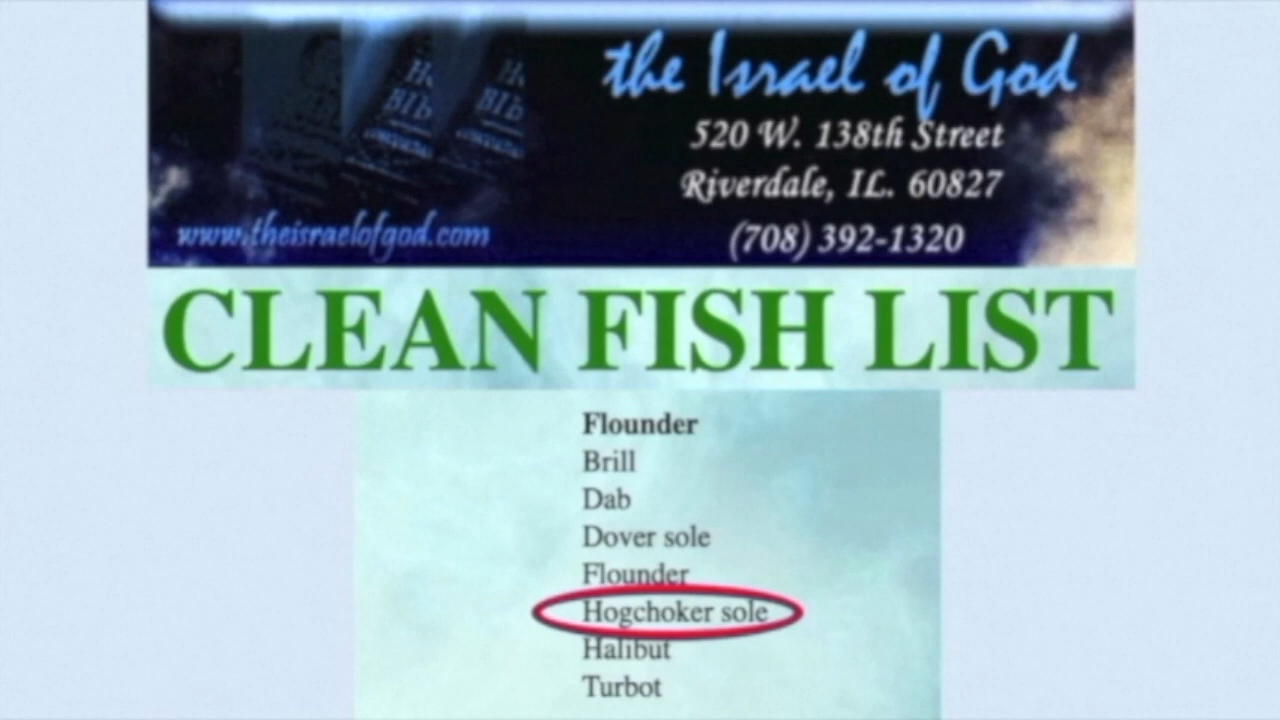 the Israel of God
520 W. 138th Street
Riverdale, IL. 60827
www.theisraelofgod.com
(708) 392-1320
CLEAN FISH LIST
Flounder
Brill
Dab
Dover sole
Flounder
Hogchoker sole
Halibut
Turbot